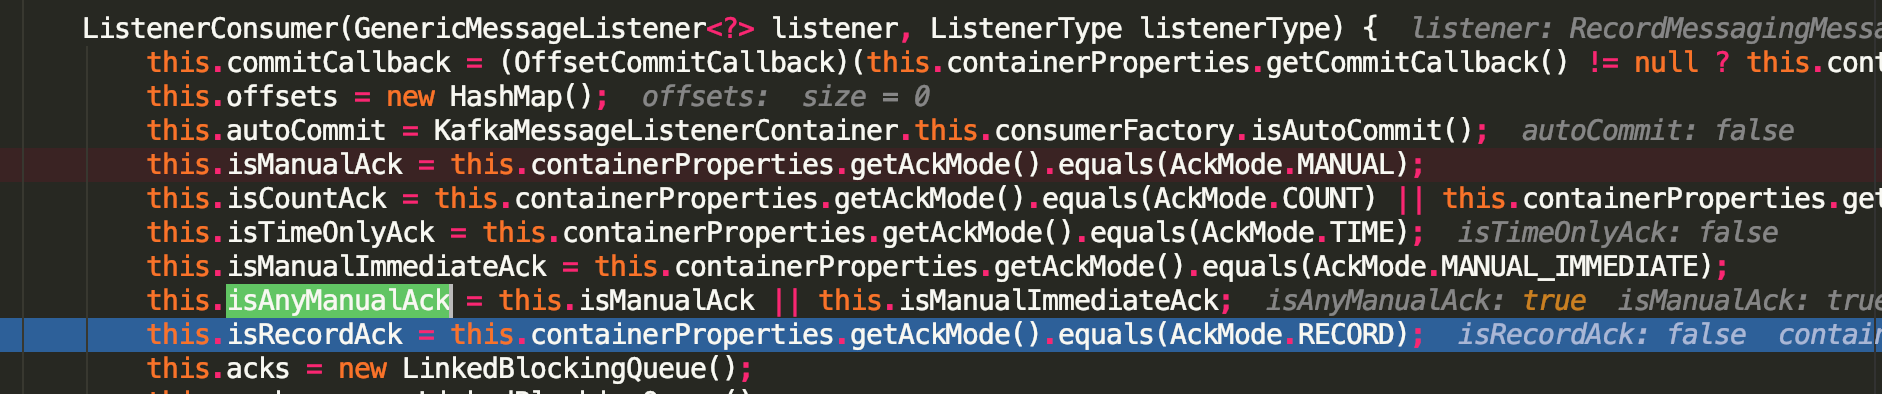 ListenerConsumer(GenericMessageListener<?> listener, ListenerType listenerType) { listener: RecordMessagingMessa
this.commitCallback = (OffsetCommitCallback)(this.containerProperties.getCommitCallback() != null ? this.cont
this.offsets = new HashMap(); offsets: size = 0
this.autoCommit = KafkaMessageListenerContainer.this.consumerFactory.isAutoCommit(); autoCommit: false
this.isManualAck = this.containerProperties.getAckMode().equals(AckMode.MANUAL);
this.isCountAck = this.containerProperties.getAckMode().equals(AckMode.COUNT) || this.containerProperties.get
this.isTimeOnlyAck = this.containerProperties.getAckMode().equals(AckMode.TIME); isTimeOnlyAck: false
this.isManualImmediateAck = this.containerProperties.getAckMode().equals(AckMode.MANUAL_IMMEDIATE);
this.isAnyManualAck = this.isManualAck || this.isManualImmediateAck; isAnyManualAck: true isManualAck: true
this.isRecordAck = this.containerProperties.getAckMode().equals(AckMode.RECORD); isRecordAck: false contain
this.acks = new LinkedBlockingQueue();